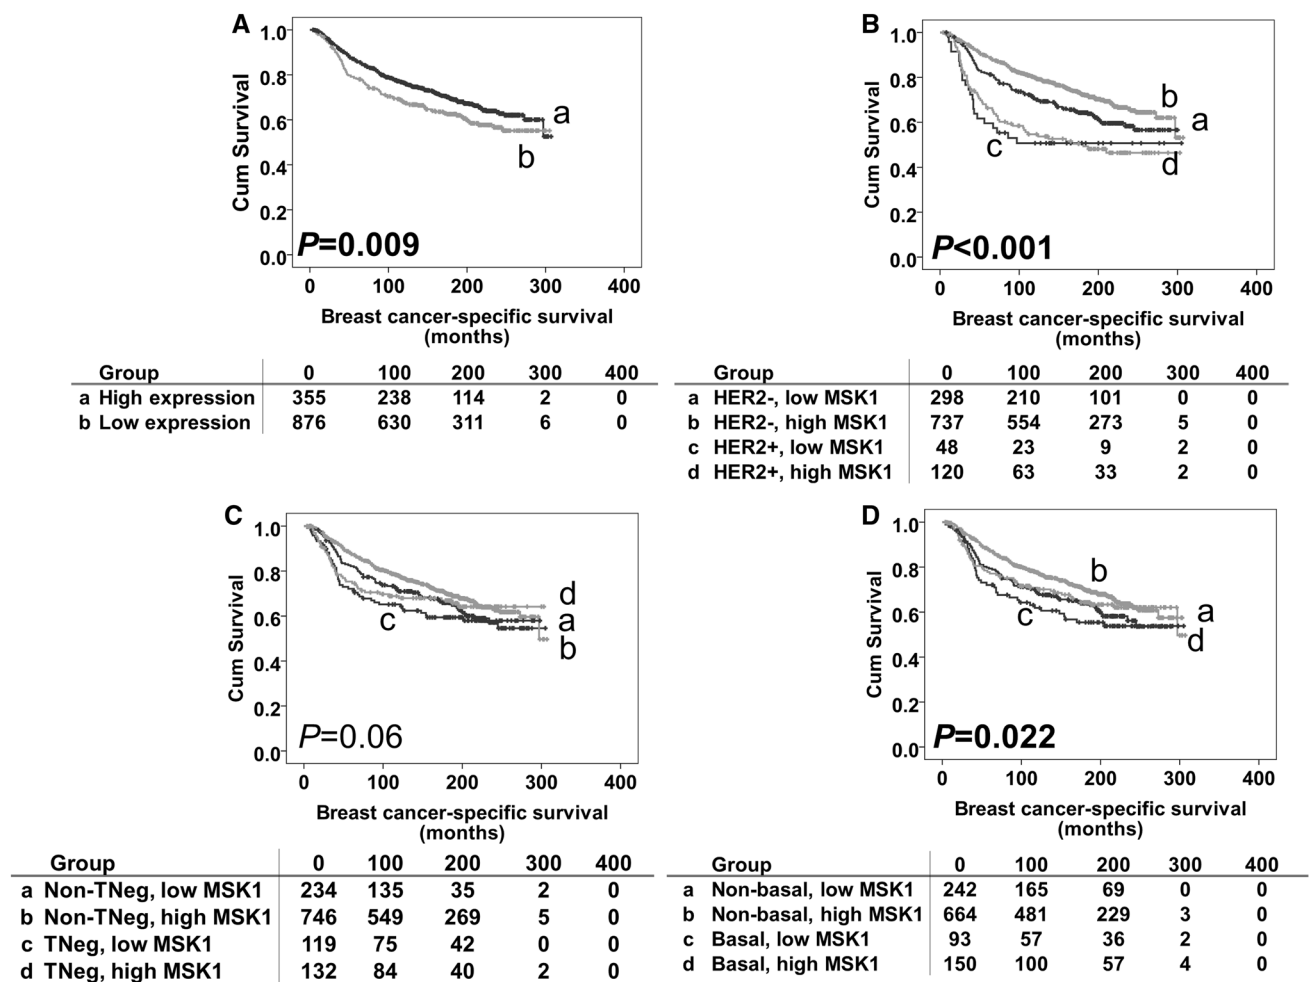 A
1.0
0.8
0.6
0.4
0.2
0.0
Cum Survival
a
b
P=0.009
0 100 200 300 400
Breast cancer-specific survival
(months)
Group 0 100 200 300 400
a High expression 355 238 114 2 0
b Low expression 876 630 311 6 0
B
1.0
0.8
0.6
0.4
0.2
0.0
Cum Survival
b
a
c
d
P<0.001
0 100 200 300 400
Breast cancer-specific survival
(months)
Group 0 100 200 300 400
a HER2-, low MSK1 298 210 101 0 0
b HER2-, high MSK1 737 554 273 5 0
c HER2+, low MSK1 48 23 9 2 0
d HER2+, high MSK1 120 63 33 2 0
C
1.0
0.8
0.6
0.4
0.2
0.0
Cum Survival
d
a
c
b
P=0.06
0 100 200 300 400
Breast cancer-specific survival
(months)
Group 0 100 200 300 400
a Non-TNeg, low MSK1 234 135 35 2 0
b Non-TNeg, high MSK1 746 549 269 5 0
c TNeg, low MSK1 119 75 42 0 0
d TNeg, high MSK1 132 84 40 2 0
D
1.0
0.8
0.6
0.4
0.2
0.0
Cum Survival
b
a
c
d
P=0.022
0 100 200 300 400
Breast cancer-specific survival
(months)
Group 0 100 200 300 400
a Non-basal, low MSK1 242 165 69 0 0
b Non-basal, high MSK1 664 481 229 3 0
c Basal, low MSK1 93 57 36 2 0
d Basal, high MSK1 150 100 57 4 0